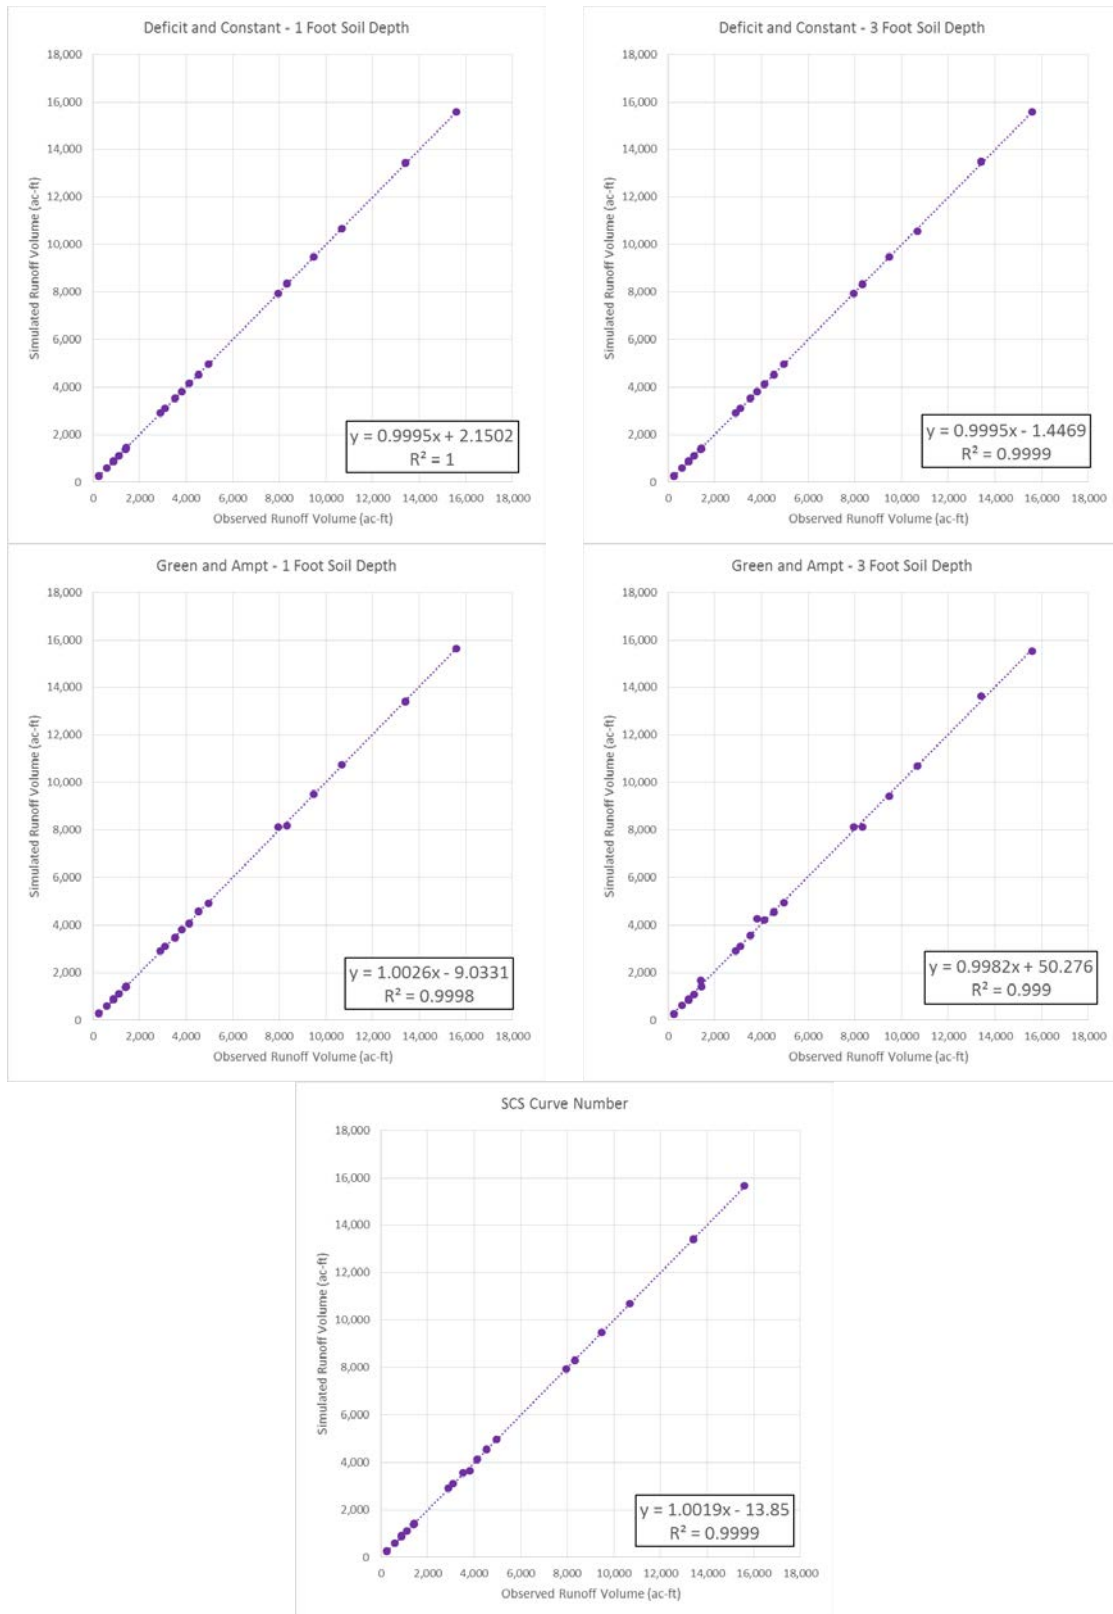 Deficit and Constant - 1 Foot Soil Depth
18,000
16,000
14,000
12,000
10,000
8,000
6,000
4,000
2,000
0
Simulated Runoff Volume (ac-ft)
y = 0.9995x + 2.1502
R² = 1
0 2,000 4,000 6,000 8,000 10,000 12,000 14,000 16,000 18,000
Observed Runoff Volume (ac-ft)
Deficit and Constant - 3 Foot Soil Depth
18,000
16,000
14,000
12,000
10,000
8,000
6,000
4,000
2,000
0
Simulated Runoff Volume (ac-ft)
y = 0.9995x - 1.4469
R² = 0.9999
0 2,000 4,000 6,000 8,000 10,000 12,000 14,000 16,000 18,000
Observed Runoff Volume (ac-ft)
Green and Ampt - 1 Foot Soil Depth
18,000
16,000
14,000
12,000
10,000
8,000
6,000
4,000
2,000
0
Simulated Runoff Volume (ac-ft)
y = 1.0026x - 9.0331
R² = 0.9998
0 2,000 4,000 6,000 8,000 10,000 12,000 14,000 16,000 18,000
Observed Runoff Volume (ac-ft)
Green and Ampt - 3 Foot Soil Depth
18,000
16,000
14,000
12,000
10,000
8,000
6,000
4,000
2,000
0
Simulated Runoff Volume (ac-ft)
y = 0.9982x + 50.276
R² = 0.999
0 2,000 4,000 6,000 8,000 10,000 12,000 14,000 16,000 18,000
Observed Runoff Volume (ac-ft)
SCS Curve Number
18,000
16,000
14,000
12,000
10,000
8,000
6,000
4,000
2,000
0
Simulated Runoff Volume (ac-ft)
y = 1.0019x - 13.85
R² = 0.9999
0 2,000 4,000 6,000 8,000 10,000 12,000 14,000 16,000 18,000
Observed Runoff Volume (ac-ft)